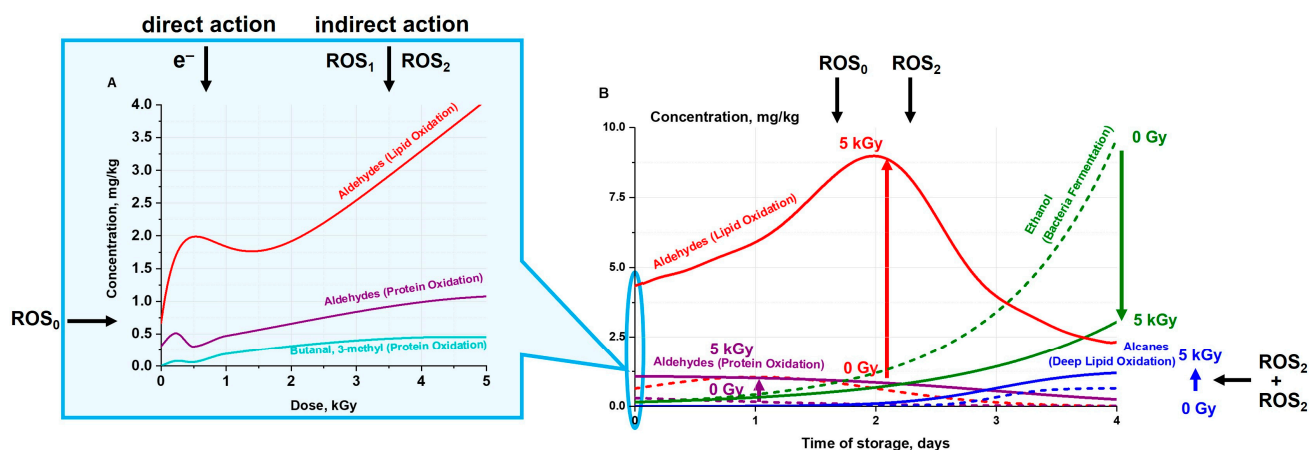 direct action
indirect action
e⁻
ROS₁
ROS₂
A
4.0
3.5
3.0
2.5
2.0
1.5
1.0
0.5
0.0
Concentration, mg/kg
Aldehydes (Lipid Oxidation)
Aldehydes (Protein Oxidation)
Butanal, 3-methyl (Protein Oxidation)
0
1
2
3
4
5
Dose, kGy
ROS₀
ROS₀
ROS₂
B
Concentration, mg/kg
10.0
7.5
5.0
2.5
0.0
5 kGy
0 Gy
Aldehydes (Lipid Oxidation)
Ethanol
(Bacteria Fermentation)
5 kGy
5 kGy
Aldehydes (Protein Oxidation)
0 Gy
0 Gy
Alcanes
(Deep Lipid Oxidation)
5 kGy
0 Gy
ROS₂
+
ROS₂
0
1
2
3
4
Time of storage, days